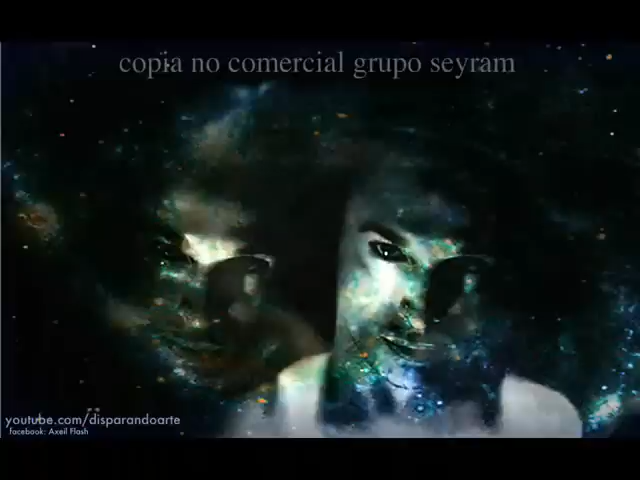 copia no comercial grupo seyram
youtube.com/disparandoarte
facebook: Axeil Flash